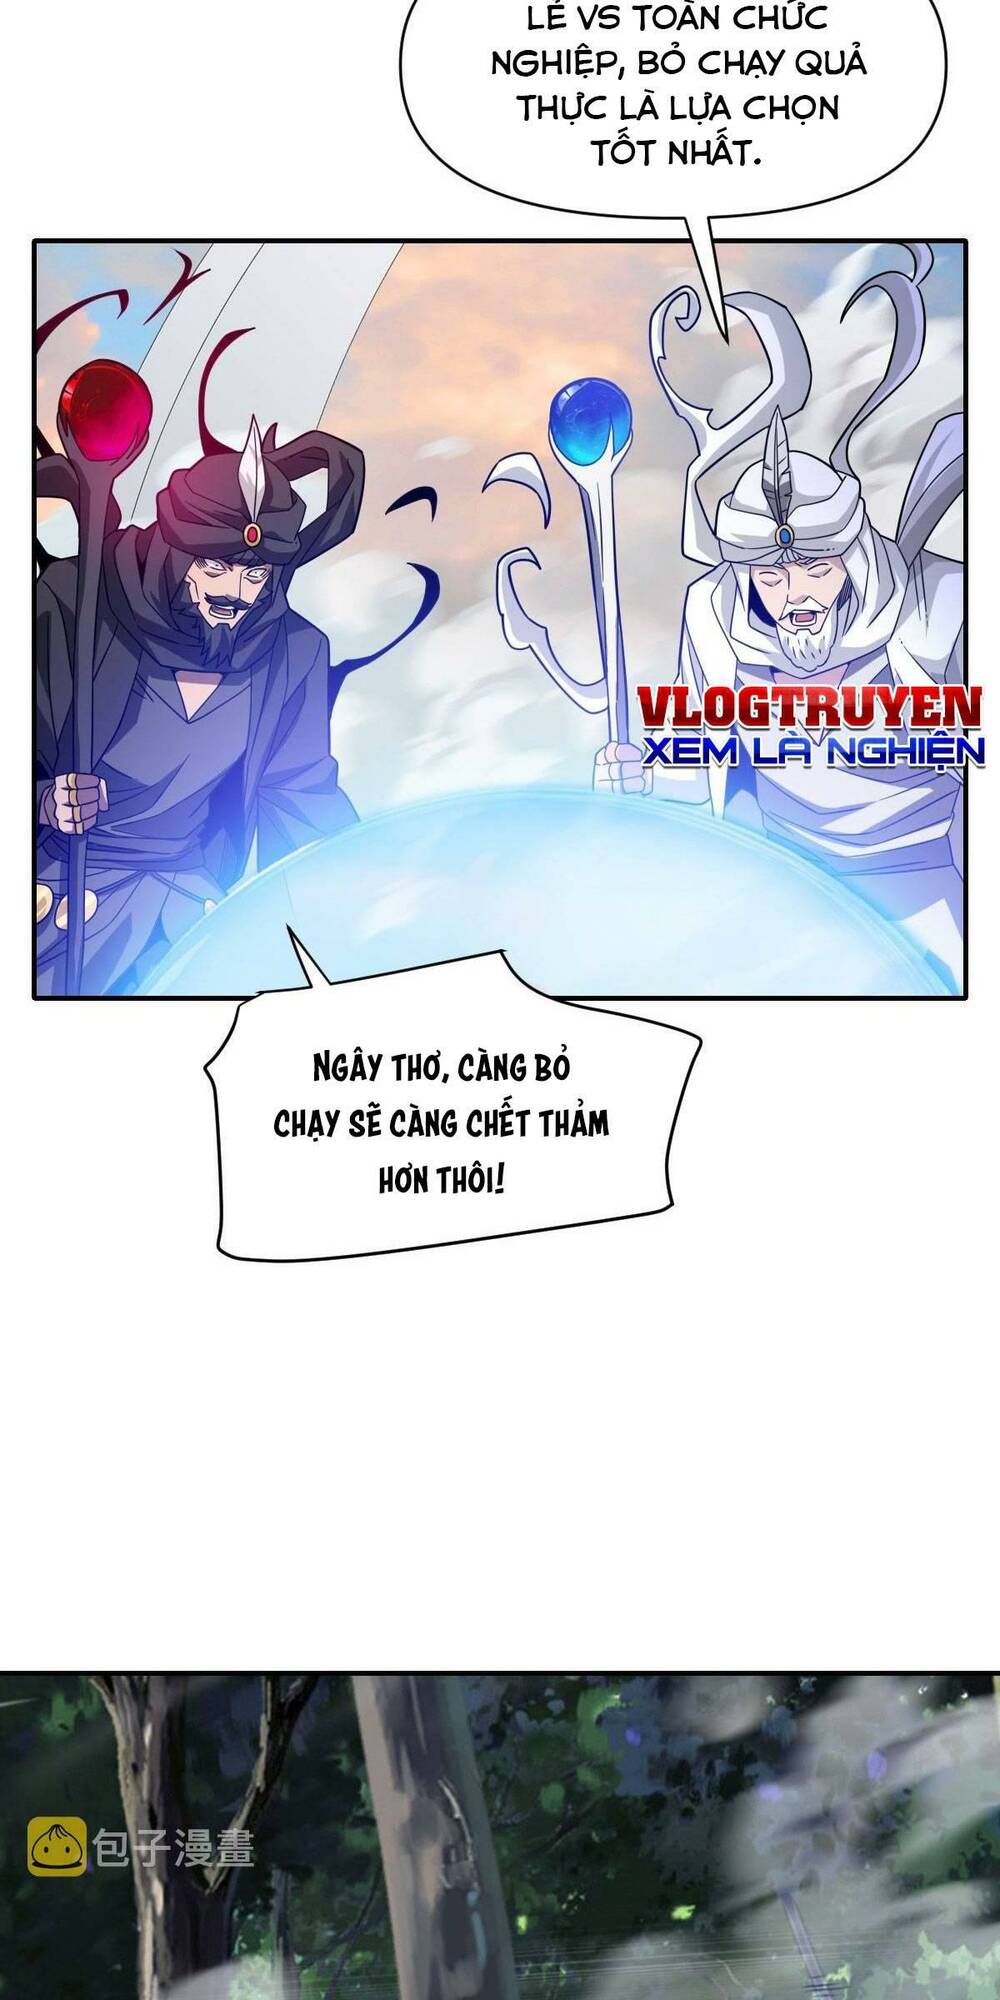 LẺ VS TOÀN CHỨC
NGHIỆP, BỎ CHẠY QUẢ
THỰC LÀ LỰA CHỌN
TỐT NHẤT.
VLOGTRUYEN
XEM LÀ NGHIỆN
NGÂY THƠ, CÀNG BỎ
CHẠY SẼ CÀNG CHẾT THẢM
HƠN THÔI!
包子漫畫